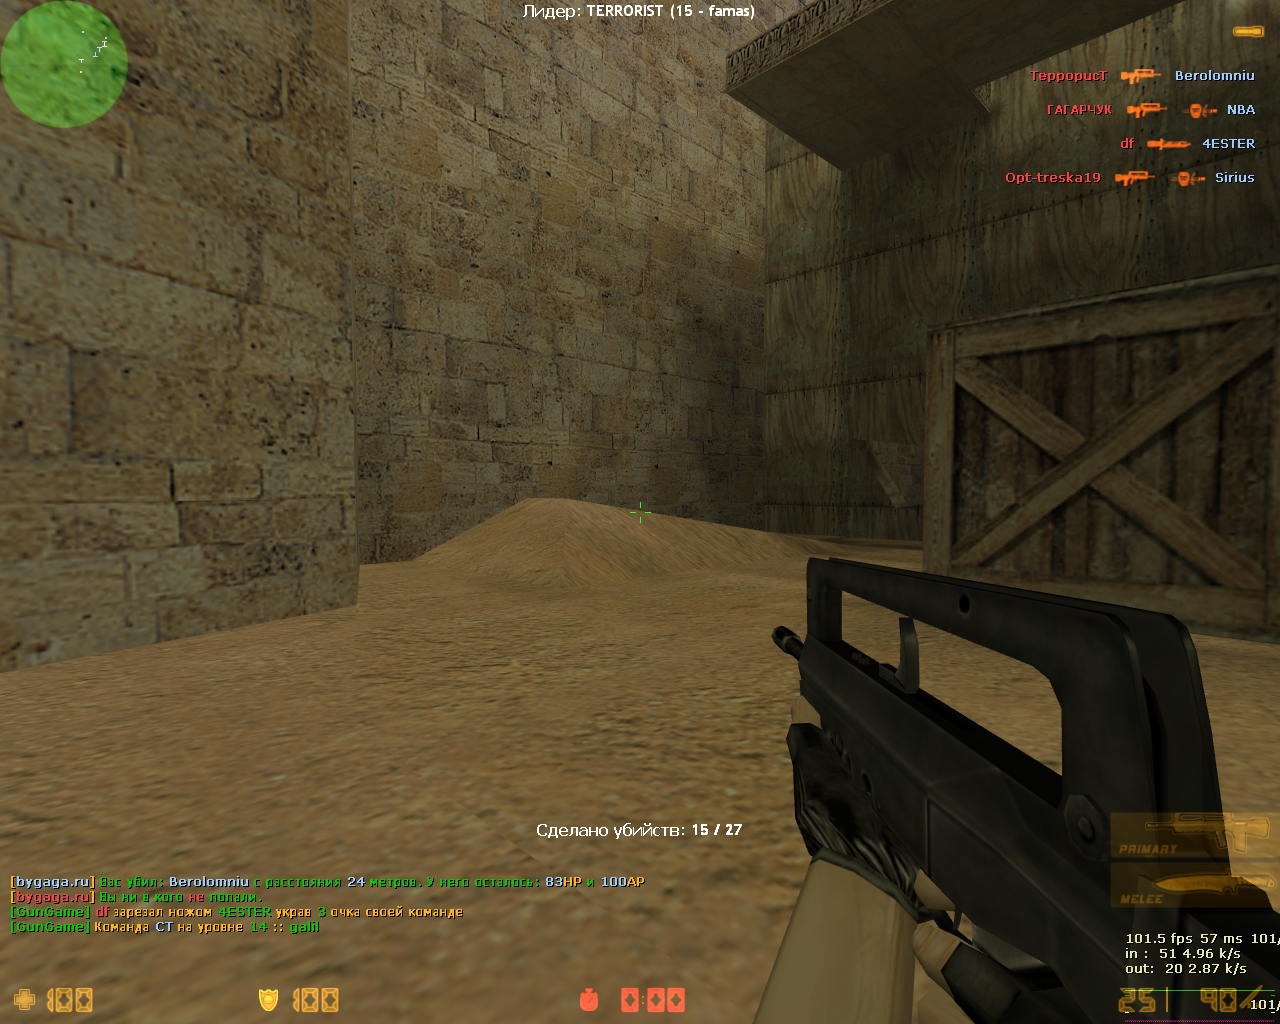 Лидер: TERRORIST (15 - famas)
ТеррорисТ Berolomniu
ГАГАРЧУК NBA
df 4ESTER
Opt-treska19 Sirius
Сделано убийств: 15 / 27
[bygaga.ru] Вас убил: Berolomniu с расстояния 24 метров. У него осталось: 83HP и 100AP
[bygaga.ru] Вы ни в кого не попали.
[GunGame] df зарезал ножом 4ESTER украв 3 очка своей команде
[GunGame] Команда CT на уровне 14 :: galil
PRIMARY
MELEE
101.5 fps 57 ms 101/
in : 51 4.96 k/s
out: 20 2.87 k/s
100 100 0:00 25 90
101/